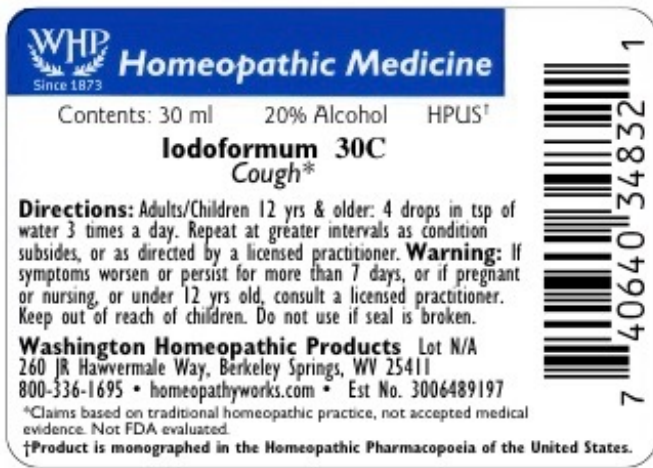 WHP
Since 1873
Homeopathic Medicine
Contents: 30 ml 20% Alcohol HPUS†
Iodoformum 30C
Cough*
Directions: Adults/Children 12 yrs & older: 4 drops in tsp of
water 3 times a day. Repeat at greater intervals as condition
subsides, or as directed by a licensed practitioner. Warning: If
symptoms worsen or persist for more than 7 days, or if pregnant
or nursing, or under 12 yrs old, consult a licensed practitioner.
Keep out of reach of children. Do not use if seal is broken.
Washington Homeopathic Products Lot N/A
260 JR Hawvermale Way, Berkeley Springs, WV 25411
800-336-1695 • homeopathyworks.com • Est No. 3006489197
*Claims based on traditional homeopathic practice, not accepted medical
evidence. Not FDA evaluated.
†Product is monographed in the Homeopathic Pharmacopoeia of the United States.
7 40640 34832 1